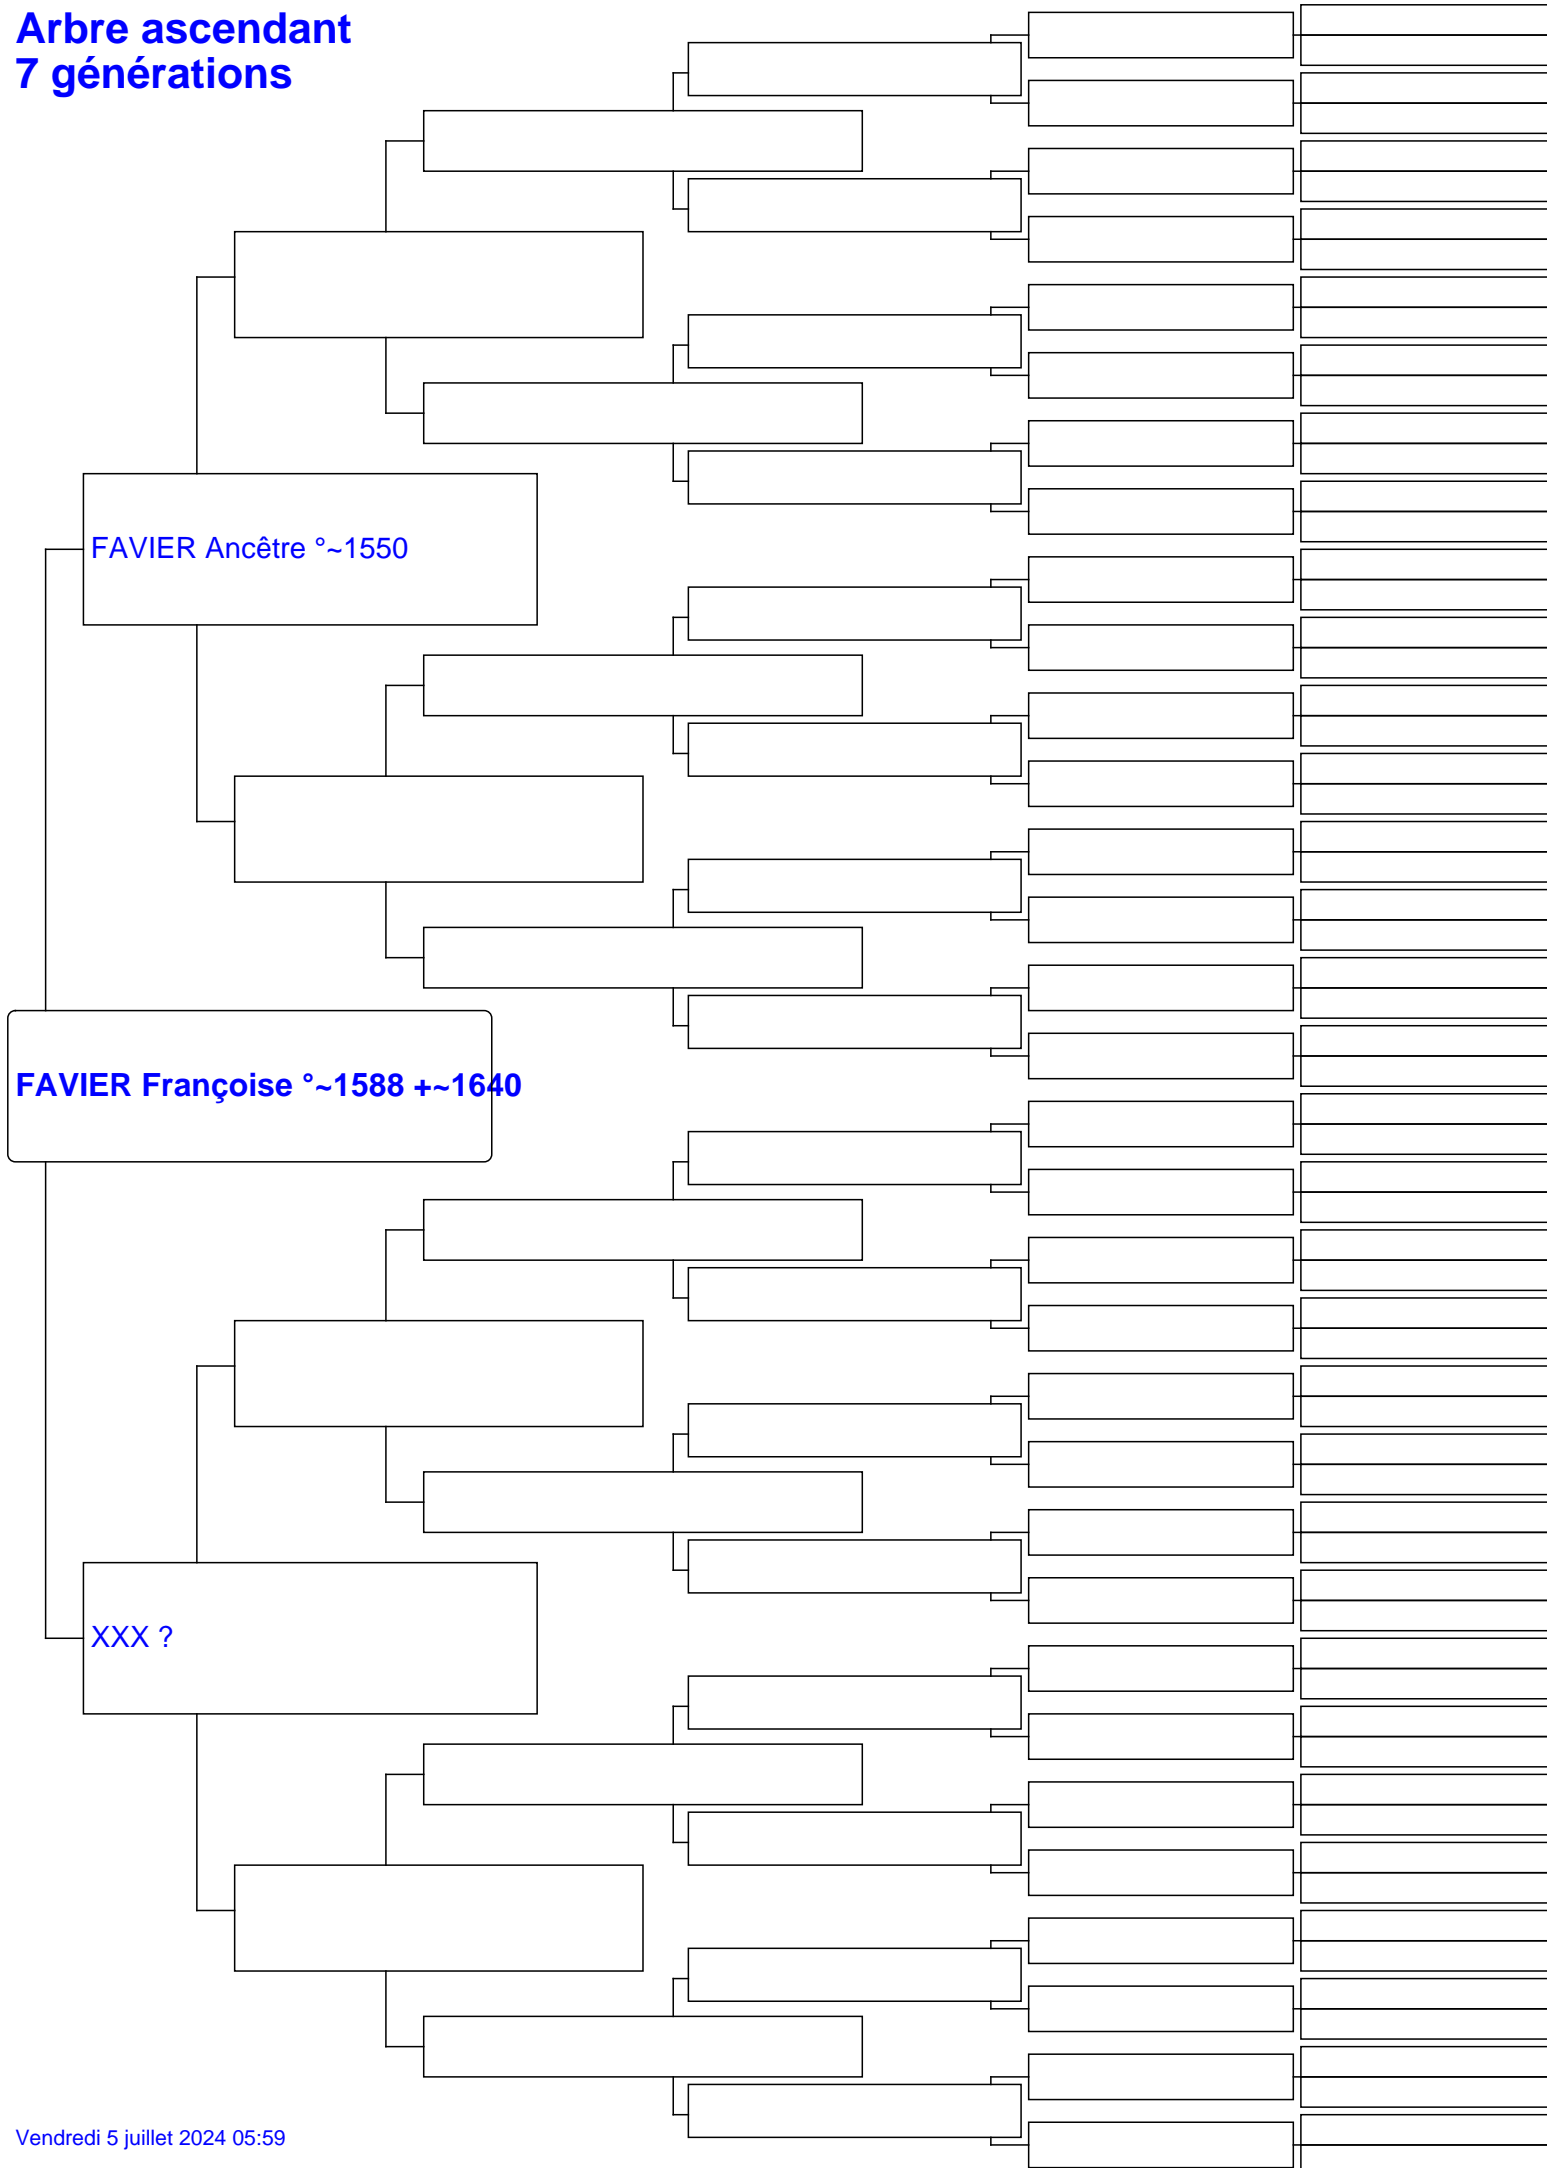 Arbre ascendant
7 générations
FAVIER Ancêtre °~1550
FAVIER Françoise °~1588 +~1640
XXX ?
Vendredi 5 juillet 2024 05:59